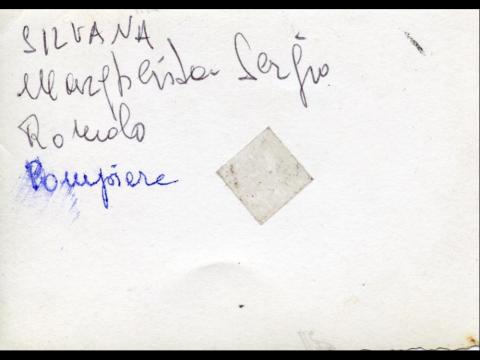 SILVANA
Margherita Sergio
Romolo
Pompiere